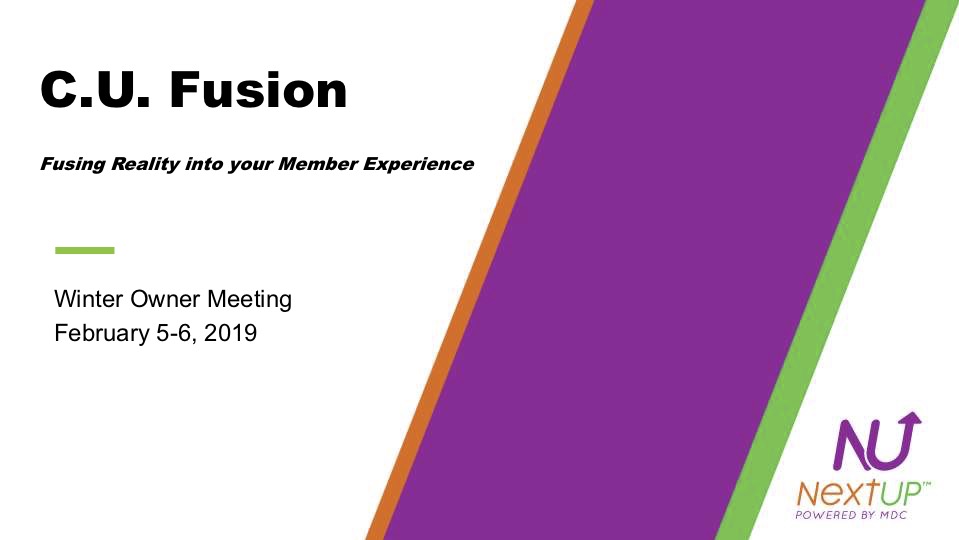 C.U. Fusion
Fusing Reality into your Member Experience
Winter Owner Meeting
February 5-6, 2019
NU
NextUP™
POWERED BY MDC